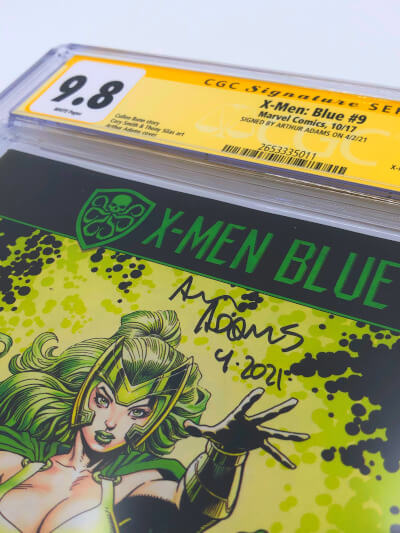 CGC Signature SE
9.8
WHITE Pages
Cullen Bunn story
Cory Smith & Thony Silas art
Arthur Adams cover
X-Men: Blue #9
Marvel Comics, 10/17
SIGNED BY ARTHUR ADAMS ON 4/2/21
2653335011
X-MEN BLUE
Art
ADAMS
4.2021